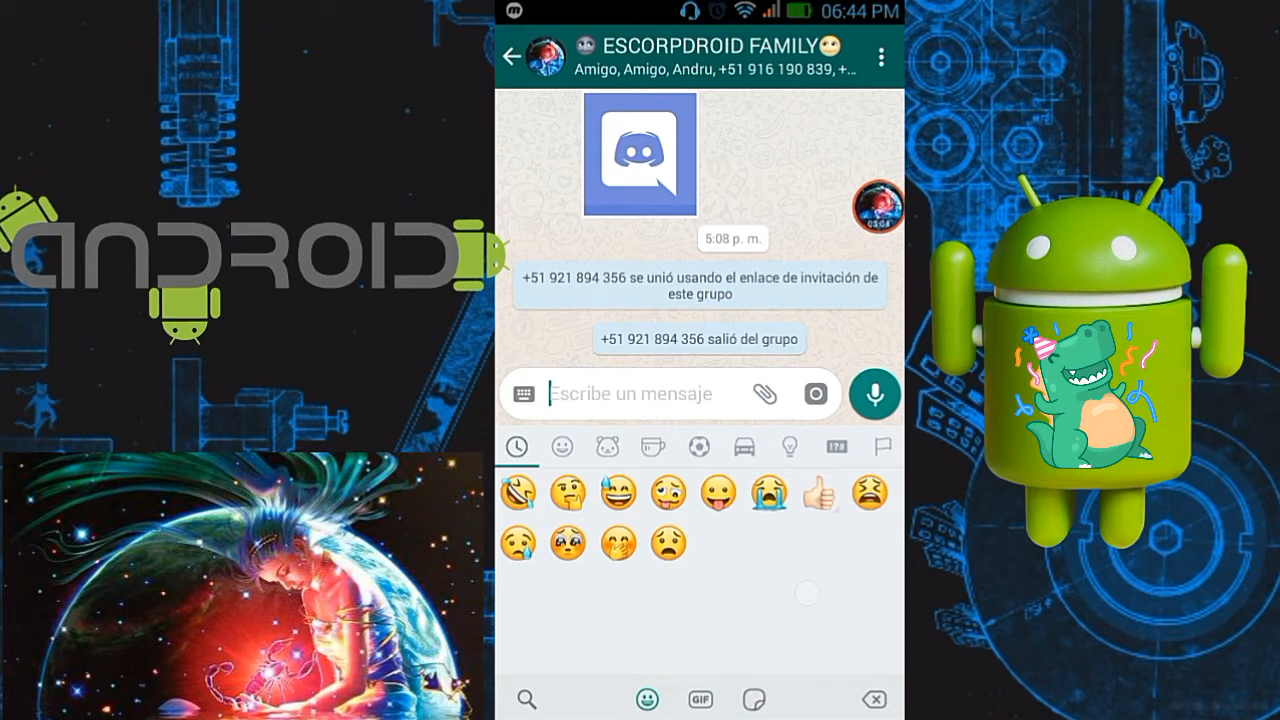 ANDROID
06:44 PM
ESCORPDROID FAMILY
Amigo, Amigo, Andru, +51 916 190 839, +...
03:04
5:08 p. m.
+51 921 894 356 se unió usando el enlace de invitación de
este grupo
+51 921 894 356 salió del grupo
Escribe un mensaje
!?#
GIF